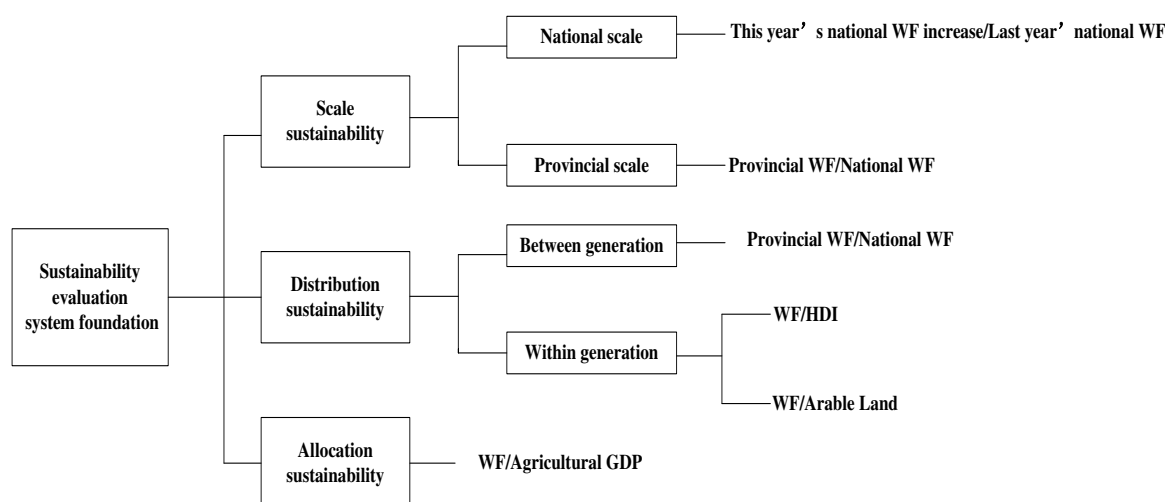 National scale
This year’s national WF increase/Last year’ national WF
Scale
sustainability
Provincial scale
Provincial WF/National WF
Between generation
Provincial WF/National WF
Sustainability
evaluation
system foundation
Distribution
sustainability
WF/HDI
Within generation
WF/Arable Land
Allocation
sustainability
WF/Agricultural GDP